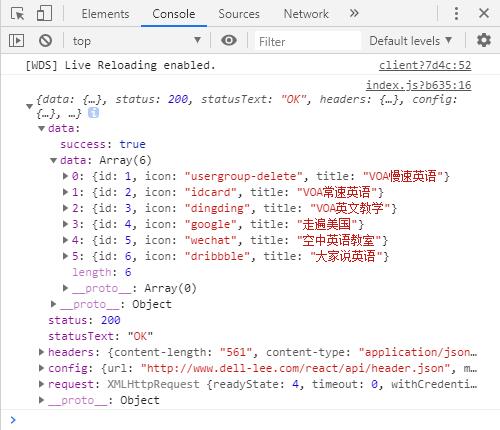 Elements Console Sources Network »
top Filter Default levels ▼
[WDS] Live Reloading enabled. client?7d4c:52
index.js?b635:16
{data: {…}, status: 200, statusText: "OK", headers: {…}, config:
{…}, …}
data:
success: true
data: Array(6)
0: {id: 1, icon: "usergroup-delete", title: "VOA慢速英语"}
1: {id: 2, icon: "idcard", title: "VOA常速英语"}
2: {id: 3, icon: "dingding", title: "VOA英文教学"}
3: {id: 4, icon: "google", title: "走遍美国"}
4: {id: 5, icon: "wechat", title: "空中英语教室"}
5: {id: 6, icon: "dribbble", title: "大家说英语"}
length: 6
__proto__: Array(0)
__proto__: Object
status: 200
statusText: "OK"
headers: {content-length: "561", content-type: "application/json…
config: {url: "http://www.dell-lee.com/react/api/header.json", m…
request: XMLHttpRequest {readyState: 4, timeout: 0, withCredenti…
__proto__: Object